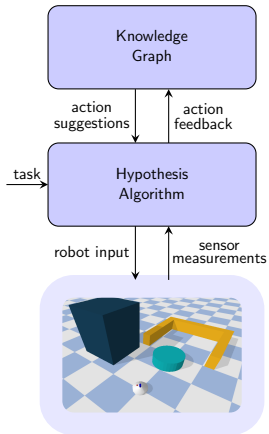 Knowledge
Graph
action
suggestions
action
feedback
task
Hypothesis
Algorithm
robot input
sensor
measurements